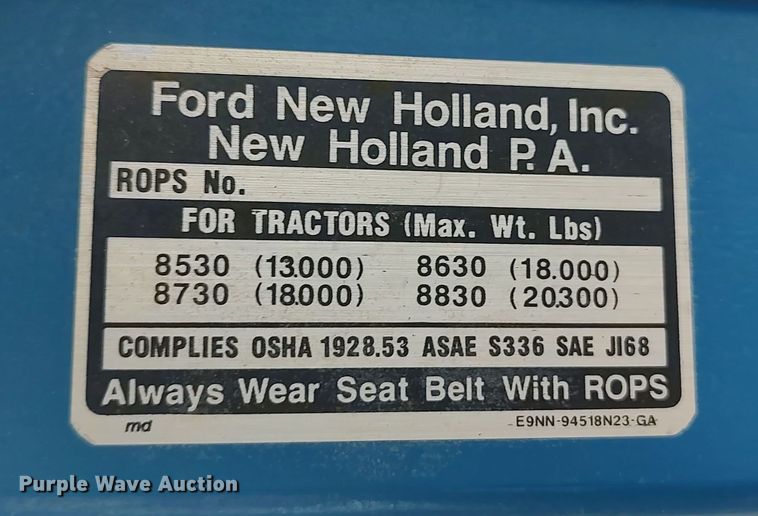 Ford New Holland, Inc.
New Holland P.A.
ROPS No.
FOR TRACTORS (Max. Wt. Lbs)
8530 (13.000) 8630 (18.000)
8730 (18000) 8830 (20.300)
COMPLIES OSHA 1928.53 ASAE S336 SAE J168
Always Wear Seat Belt With ROPS
md E9NN-94518N23-GA
Purple Wave Auction